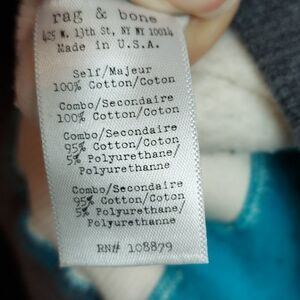 rag & bone
425 W. 13th St, NY NY 10014
Made in U.S.A.
Self/Majeur
100% Cotton/Coton
Combo/Secondaire
100% Cotton/Coton
Combo/Secondaire
95% Cotton/Coton
5% Polyurethane/
Polyurethanne
Combo/Secondaire
95% Cotton/Coton
5% Polyurethane/
Polyurethanne
RN# 108879